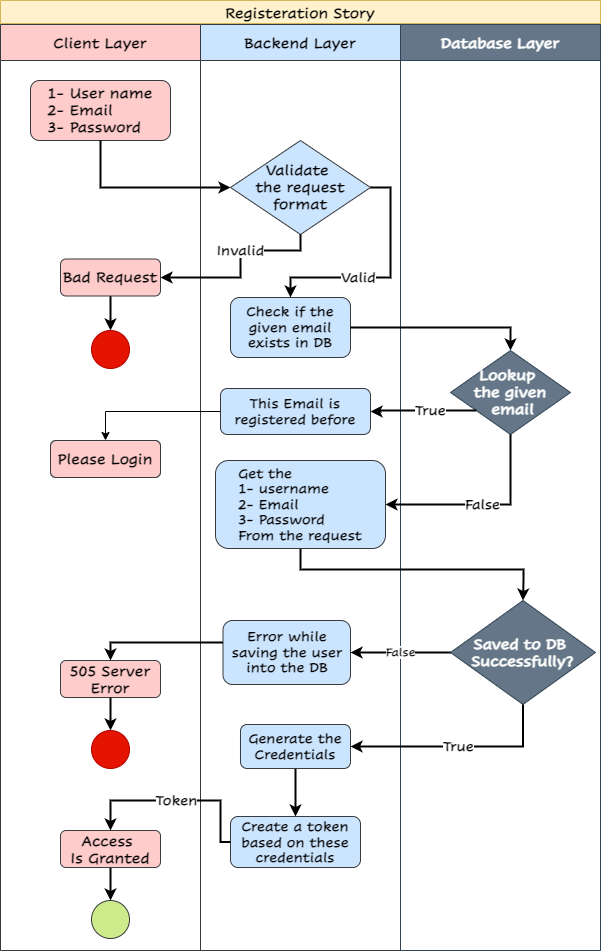 Registeration Story
Client Layer
Backend Layer
Database Layer
1- User name
2- Email
3- Password
Validate
the request
format
Invalid
Bad Request
Valid
Check if the
given email
exists in DB
Lookup
the given
email
This Email is
registered before
True
Please Login
Get the
1- username
2- Email
3- Password
From the request
False
Error while
saving the user
into the DB
False
Saved to DB
Successfully?
505 Server
Error
Generate the
Credentials
True
Token
Create a token
based on these
credentials
Access
Is Granted